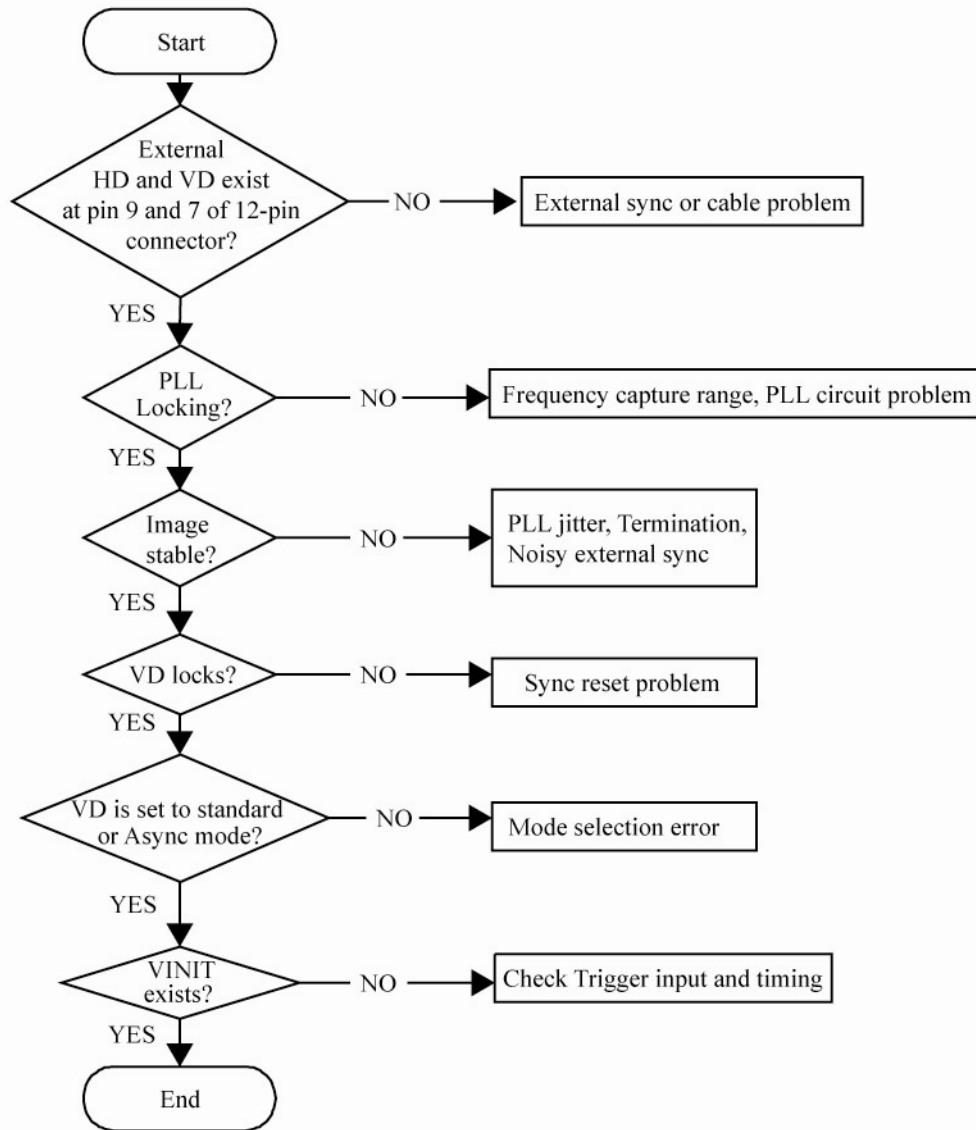 Start
External
HD and VD exist
at pin 9 and 7 of 12-pin
connector?
NO
External sync or cable problem
YES
PLL
Locking?
NO
Frequency capture range, PLL circuit problem
YES
Image
stable?
NO
PLL jitter, Termination,
Noisy external sync
YES
VD locks?
NO
Sync reset problem
YES
VD is set to standard
or Async mode?
NO
Mode selection error
YES
VINIT
exists?
NO
Check Trigger input and timing
YES
End